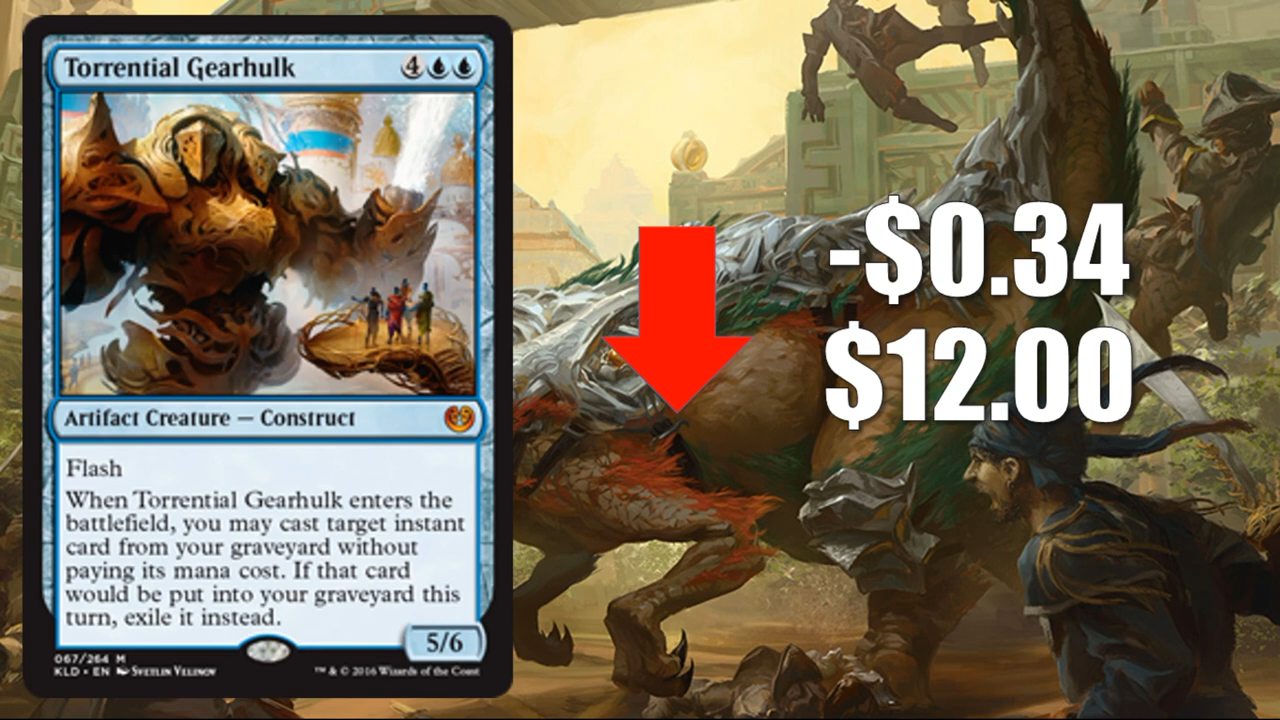 Torrential Gearhulk 4
Artifact Creature — Construct
Flash
When Torrential Gearhulk enters the
battlefield, you may cast target instant
card from your graveyard without
paying its mana cost. If that card
would be put into your graveyard this
turn, exile it instead.
5/6
067/264 M
KLD • EN Svetlin Velinov
™ & © 2016 Wizards of the Coast
-$0.34
$12.00